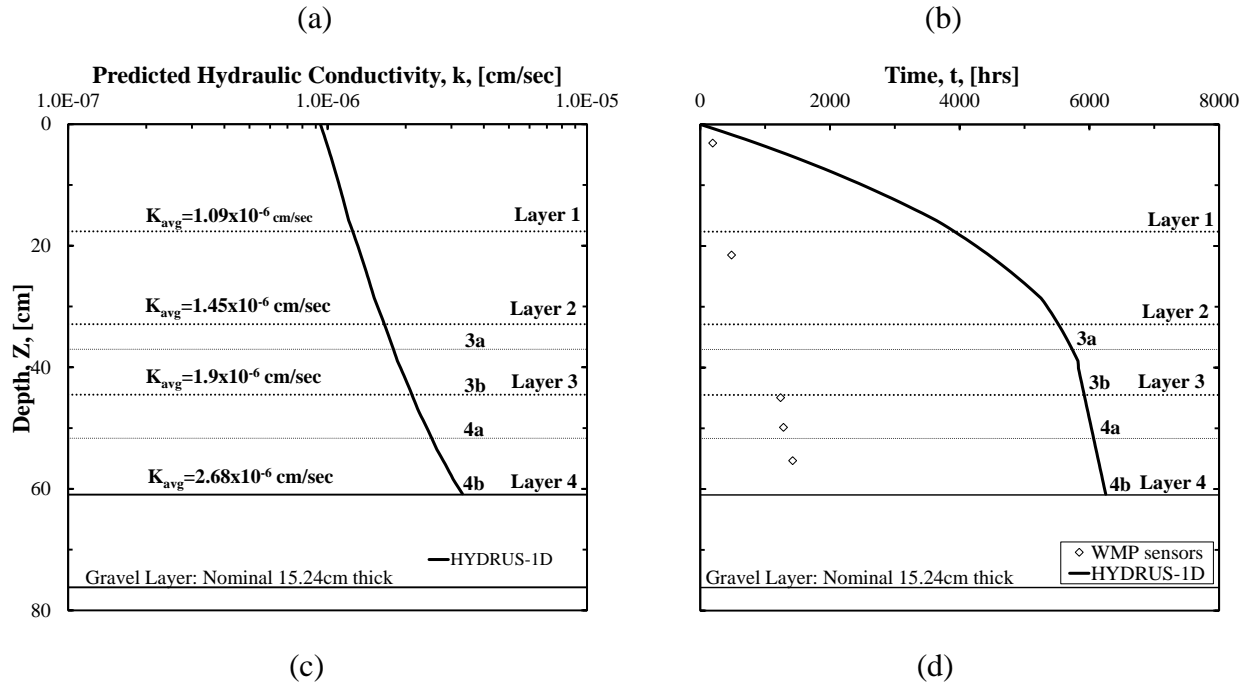 (a)
(b)
Predicted Hydraulic Conductivity, k, [cm/sec]
1.0E-07 1.0E-06 1.0E-05
Depth, Z, [cm]
0
20
40
60
80
K_avg=1.09x10^-6 cm/sec
Layer 1
K_avg=1.45x10^-6 cm/sec
Layer 2
3a
K_avg=1.9x10^-6 cm/sec
3b Layer 3
4a
K_avg=2.68x10^-6 cm/sec
4b Layer 4
HYDRUS-1D
Gravel Layer: Nominal 15.24cm thick
Time, t, [hrs]
0 2000 4000 6000 8000
Layer 1
Layer 2
3a
3b Layer 3
4a
4b Layer 4
WMP sensors
HYDRUS-1D
Gravel Layer: Nominal 15.24cm thick
(c)
(d)